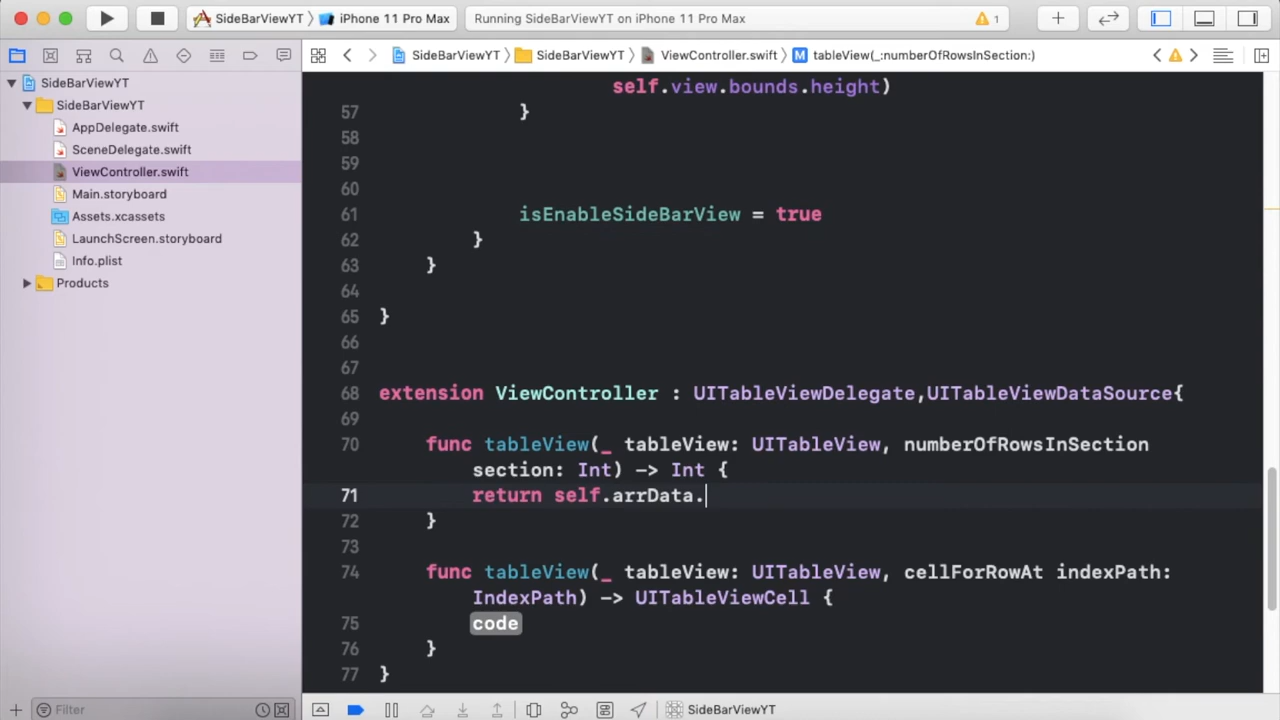 SideBarViewYT iPhone 11 Pro Max Running SideBarViewYT on iPhone 11 Pro Max 1
SideBarViewYT SideBarViewYT ViewController.swift M tableView(_:numberOfRowsInSection:)
SideBarViewYT
SideBarViewYT
AppDelegate.swift
SceneDelegate.swift
ViewController.swift
Main.storyboard
Assets.xcassets
LaunchScreen.storyboard
Info.plist
Products
self.view.bounds.height)
57 }
58
59
60
61 isEnableSideBarView = true
62 }
63 }
64
65 }
66
67
68 extension ViewController : UITableViewDelegate,UITableViewDataSource{
69
70 func tableView(_ tableView: UITableView, numberOfRowsInSection
section: Int) -> Int {
71 return self.arrData.
72 }
73
74 func tableView(_ tableView: UITableView, cellForRowAt indexPath:
IndexPath) -> UITableViewCell {
75 code
76 }
77 }
Filter
SideBarViewYT